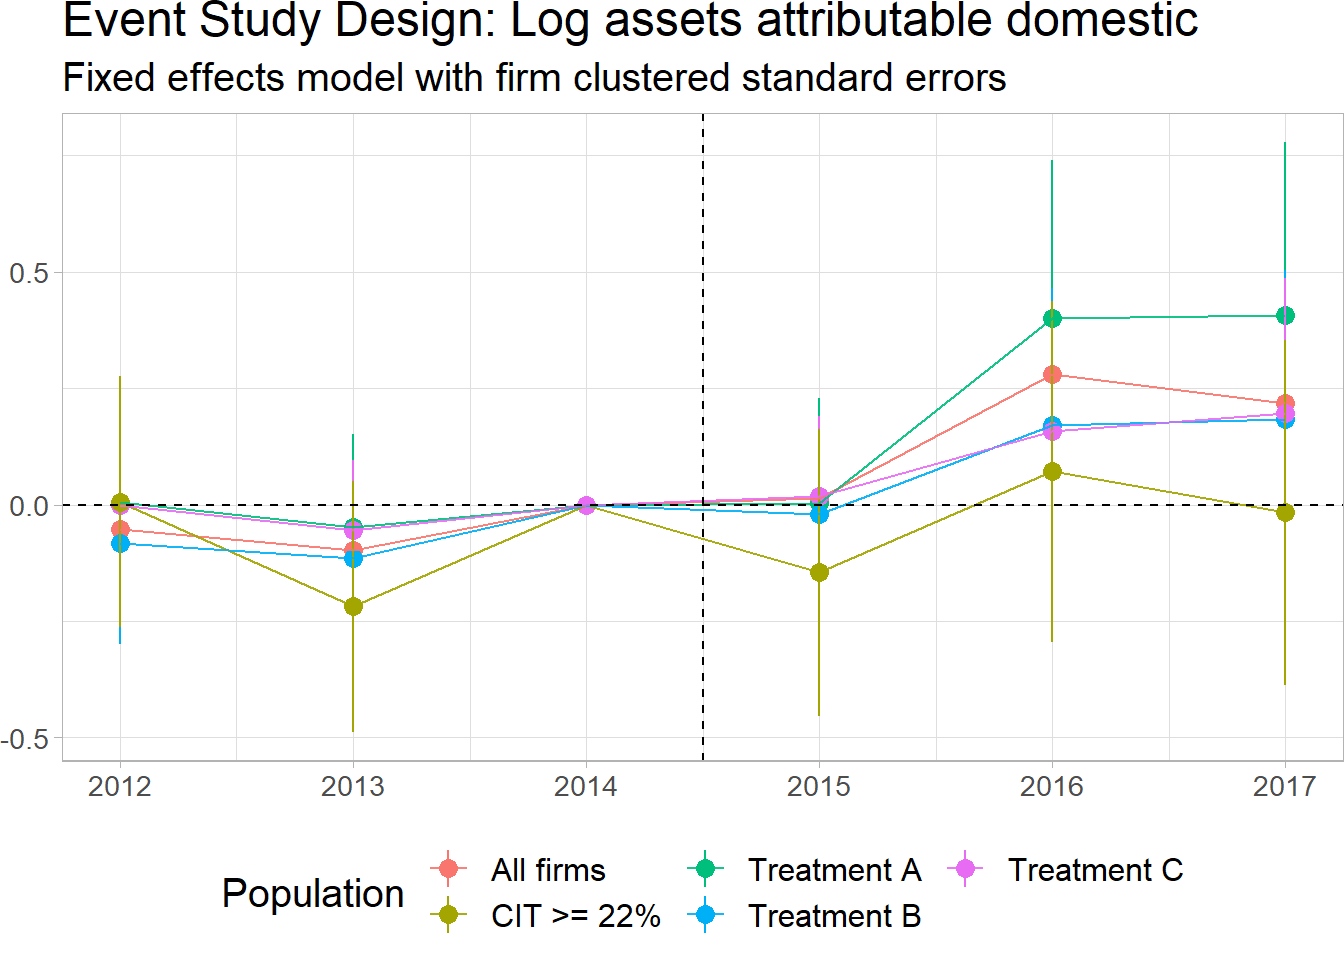 Event Study Design: Log assets attributable domestic
Fixed effects model with firm clustered standard errors
0.5
0.0
-0.5
2012 2013 2014 2015 2016 2017
Population
All firms Treatment A Treatment C
CIT >= 22% Treatment B